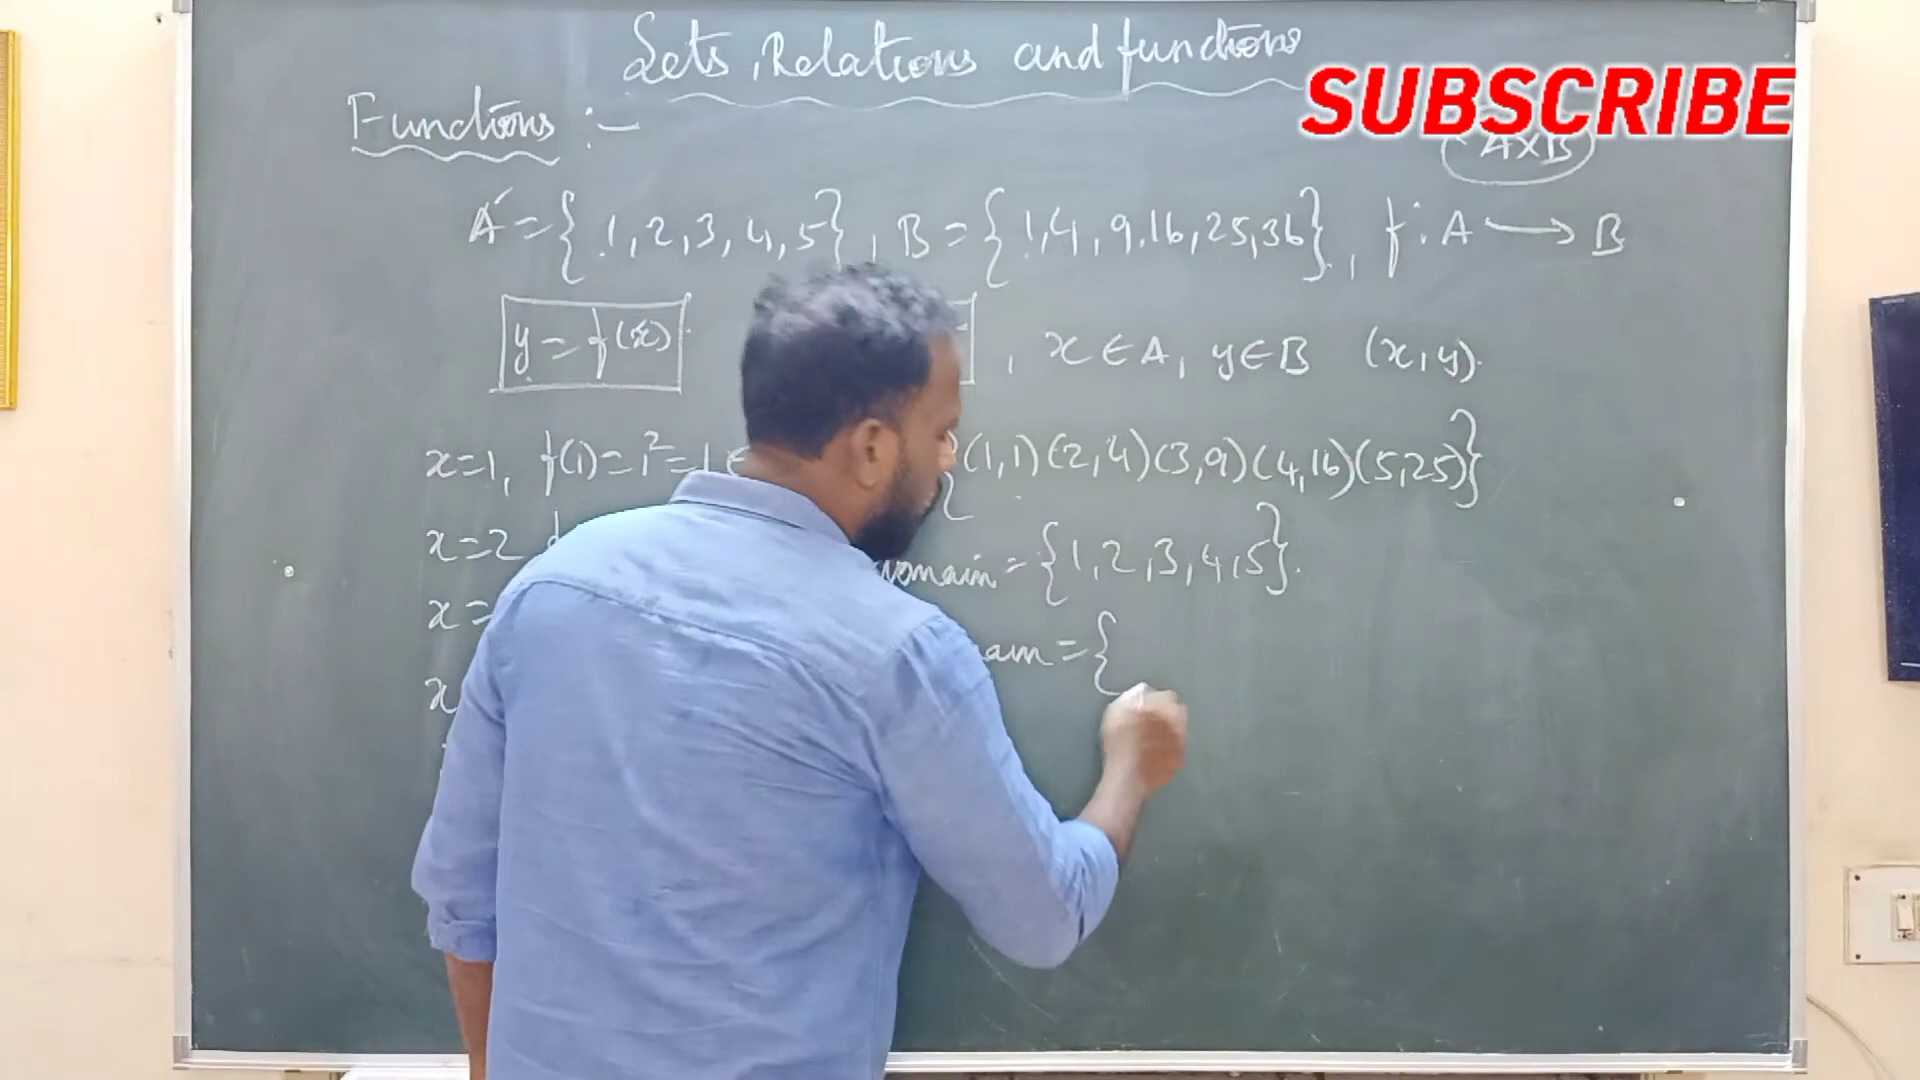 Sets, Relations and functions
SUBSCRIBE
Functions :-
A×B
A = { 1, 2, 3, 4, 5}, B = { 1, 4, 9, 16, 25, 36}, f : A → B
y = f(x) , x ∈ A, y ∈ B (x, y).
x=1, f(1) = 1² = 1 ∈ { (1,1) (2,4) (3,9) (4,16) (5,25)}
x=2 domain = {1, 2, 3, 4, 5}.
x= main = {
x